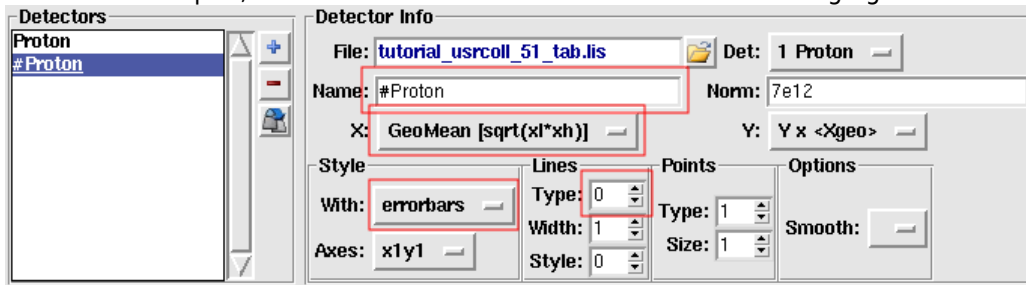 Detectors
Proton
#Proton
Detector Info
File: tutorial_usrcoll_51_tab.lis Det: 1 Proton
Name: #Proton Norm: 7e12
X: GeoMean [sqrt(xl*xh)] Y: Y x <Xgeo>
Style Lines Points Options
With: errorbars Type: 0 Type: 1 Smooth:
Width: 1 Size: 1
Axes: x1y1 Style: 0